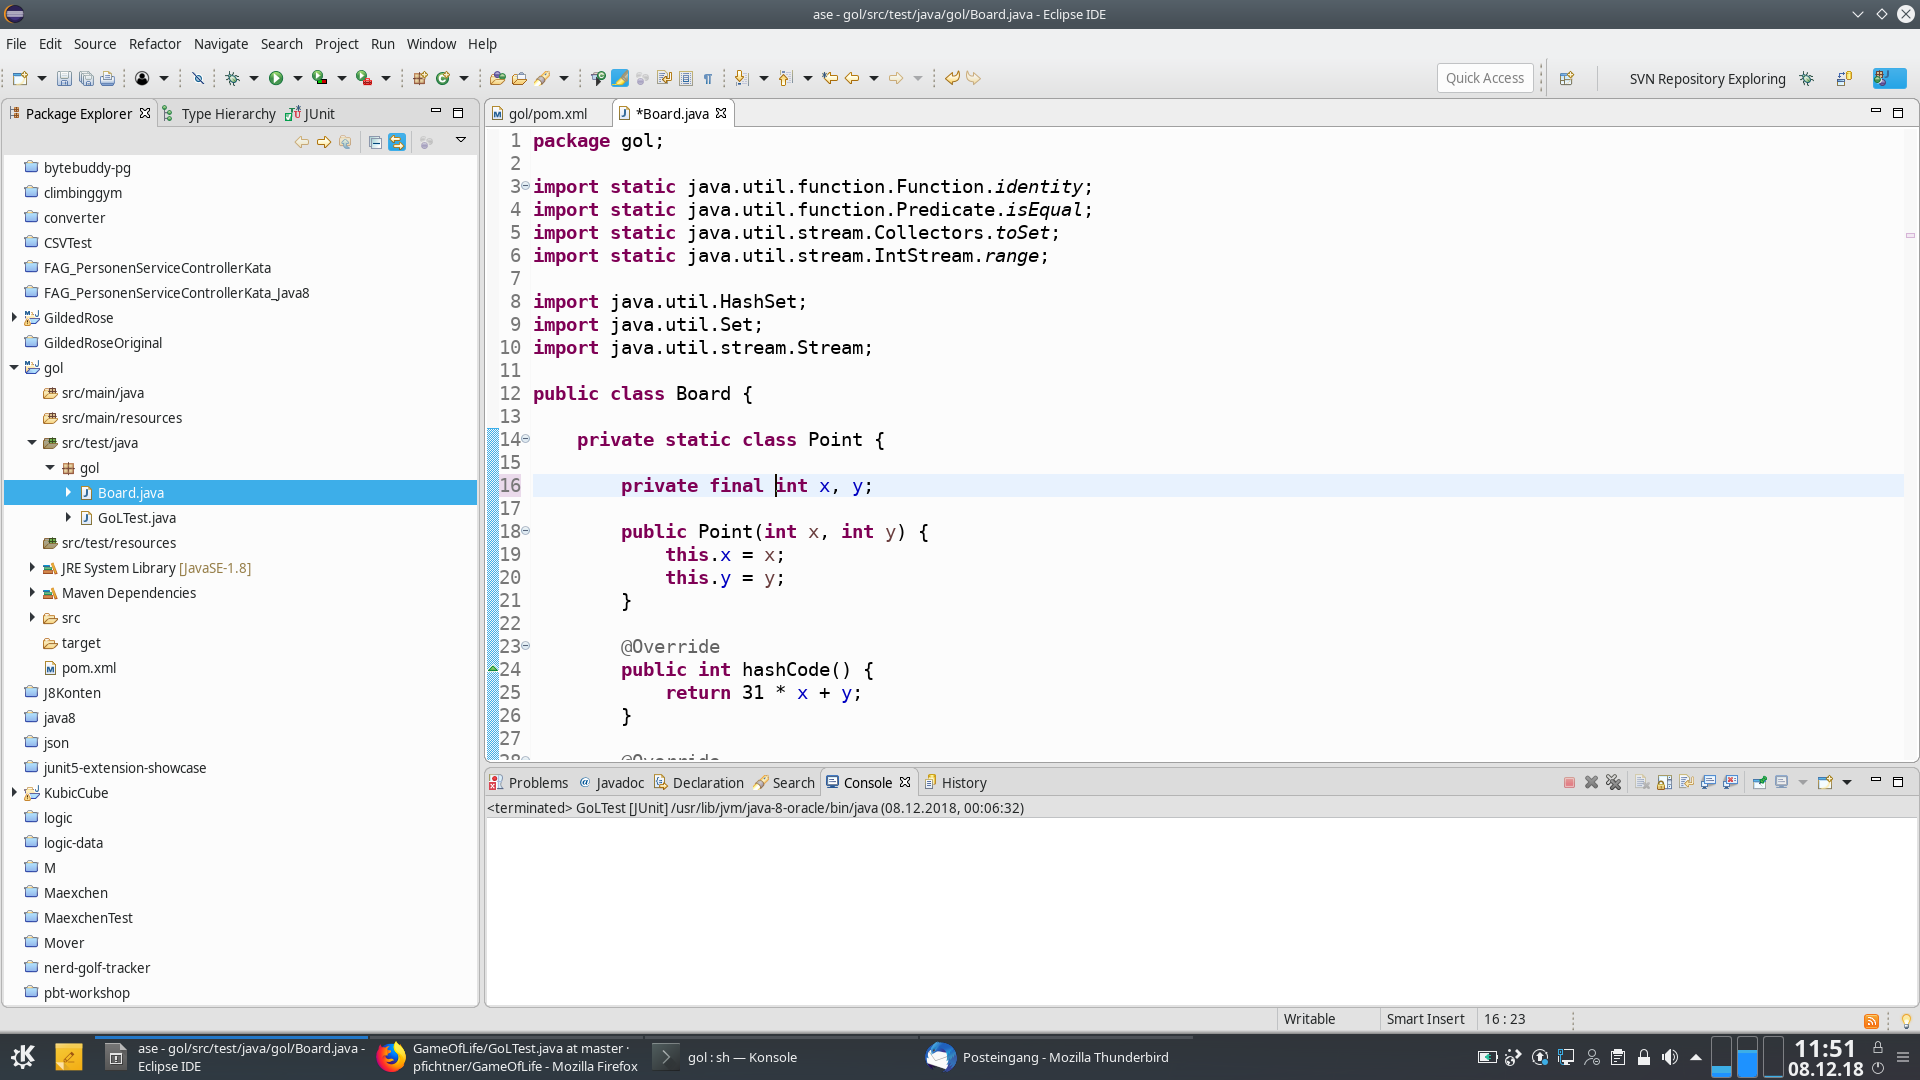 ase - gol/src/test/java/gol/Board.java - Eclipse IDE
File Edit Source Refactor Navigate Search Project Run Window Help
Quick Access
SVN Repository Exploring
Package Explorer
Type Hierarchy
JUnit
bytebuddy-pg
climbinggym
converter
CSVTest
FAG_PersonenServiceControllerKata
FAG_PersonenServiceControllerKata_Java8
GildedRose
GildedRoseOriginal
gol
src/main/java
src/main/resources
src/test/java
gol
Board.java
GoLTest.java
src/test/resources
JRE System Library [JavaSE-1.8]
Maven Dependencies
src
target
pom.xml
J8Konten
java8
json
junit5-extension-showcase
KubicCube
logic
logic-data
M
Maexchen
MaexchenTest
Mover
nerd-golf-tracker
pbt-workshop
gol/pom.xml
*Board.java
1 package gol;
2
3 import static java.util.function.Function.identity;
4 import static java.util.function.Predicate.isEqual;
5 import static java.util.stream.Collectors.toSet;
6 import static java.util.stream.IntStream.range;
7
8 import java.util.HashSet;
9 import java.util.Set;
10 import java.util.stream.Stream;
11
12 public class Board {
13
14 private static class Point {
15
16 private final int x, y;
17
18 public Point(int x, int y) {
19 this.x = x;
20 this.y = y;
21 }
22
23 @Override
24 public int hashCode() {
25 return 31 * x + y;
26 }
27
28 @Override
Problems
Javadoc
Declaration
Search
Console
History
<terminated> GoLTest [JUnit] /usr/lib/jvm/java-8-oracle/bin/java (08.12.2018, 00:06:32)
Writable
Smart Insert
16 : 23
ase - gol/src/test/java/gol/Board.java -
Eclipse IDE
GameOfLife/GoLTest.java at master ·
pfichtner/GameOfLife - Mozilla Firefox
gol : sh — Konsole
Posteingang - Mozilla Thunderbird
11:51
08.12.18